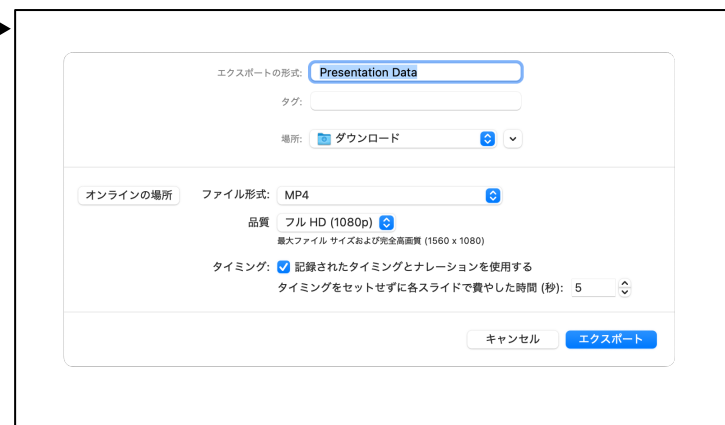 エクスポートの形式: Presentation Data
タグ:
場所: ダウンロード
オンラインの場所 ファイル形式: MP4
品質 フル HD (1080p)
最大ファイル サイズおよび完全高画質 (1560 x 1080)
タイミング: 記録されたタイミングとナレーションを使用する
タイミングをセットせずに各スライドで費やした時間 (秒): 5
キャンセル エクスポート